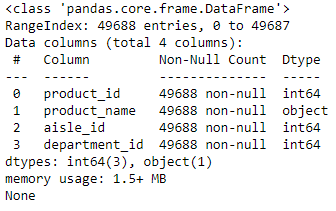 <class 'pandas.core.frame.DataFrame'>
RangeIndex: 49688 entries, 0 to 49687
Data columns (total 4 columns):
 #   Column         Non-Null Count  Dtype
---  ------         --------------  -----
 0   product_id     49688 non-null  int64
 1   product_name   49688 non-null  object
 2   aisle_id       49688 non-null  int64
 3   department_id  49688 non-null  int64
dtypes: int64(3), object(1)
memory usage: 1.5+ MB
None